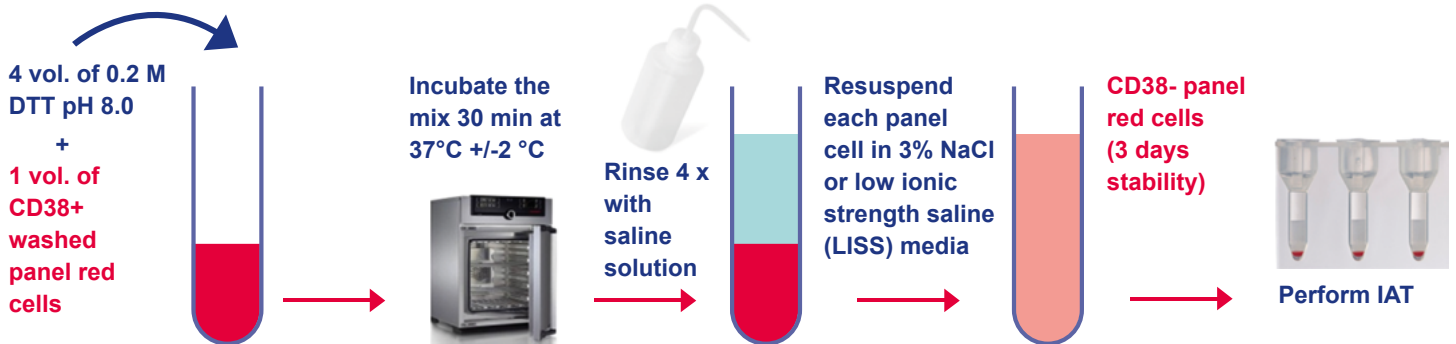 4 vol. of 0.2 M
DTT pH 8.0
+
1 vol. of
CD38+
washed
panel red
cells
Incubate the
mix 30 min at
37°C +/-2 °C
Rinse 4 x
with
saline
solution
Resuspend
each panel
cell in 3% NaCl
or low ionic
strength saline
(LISS) media
CD38- panel
red cells
(3 days
stability)
Perform IAT